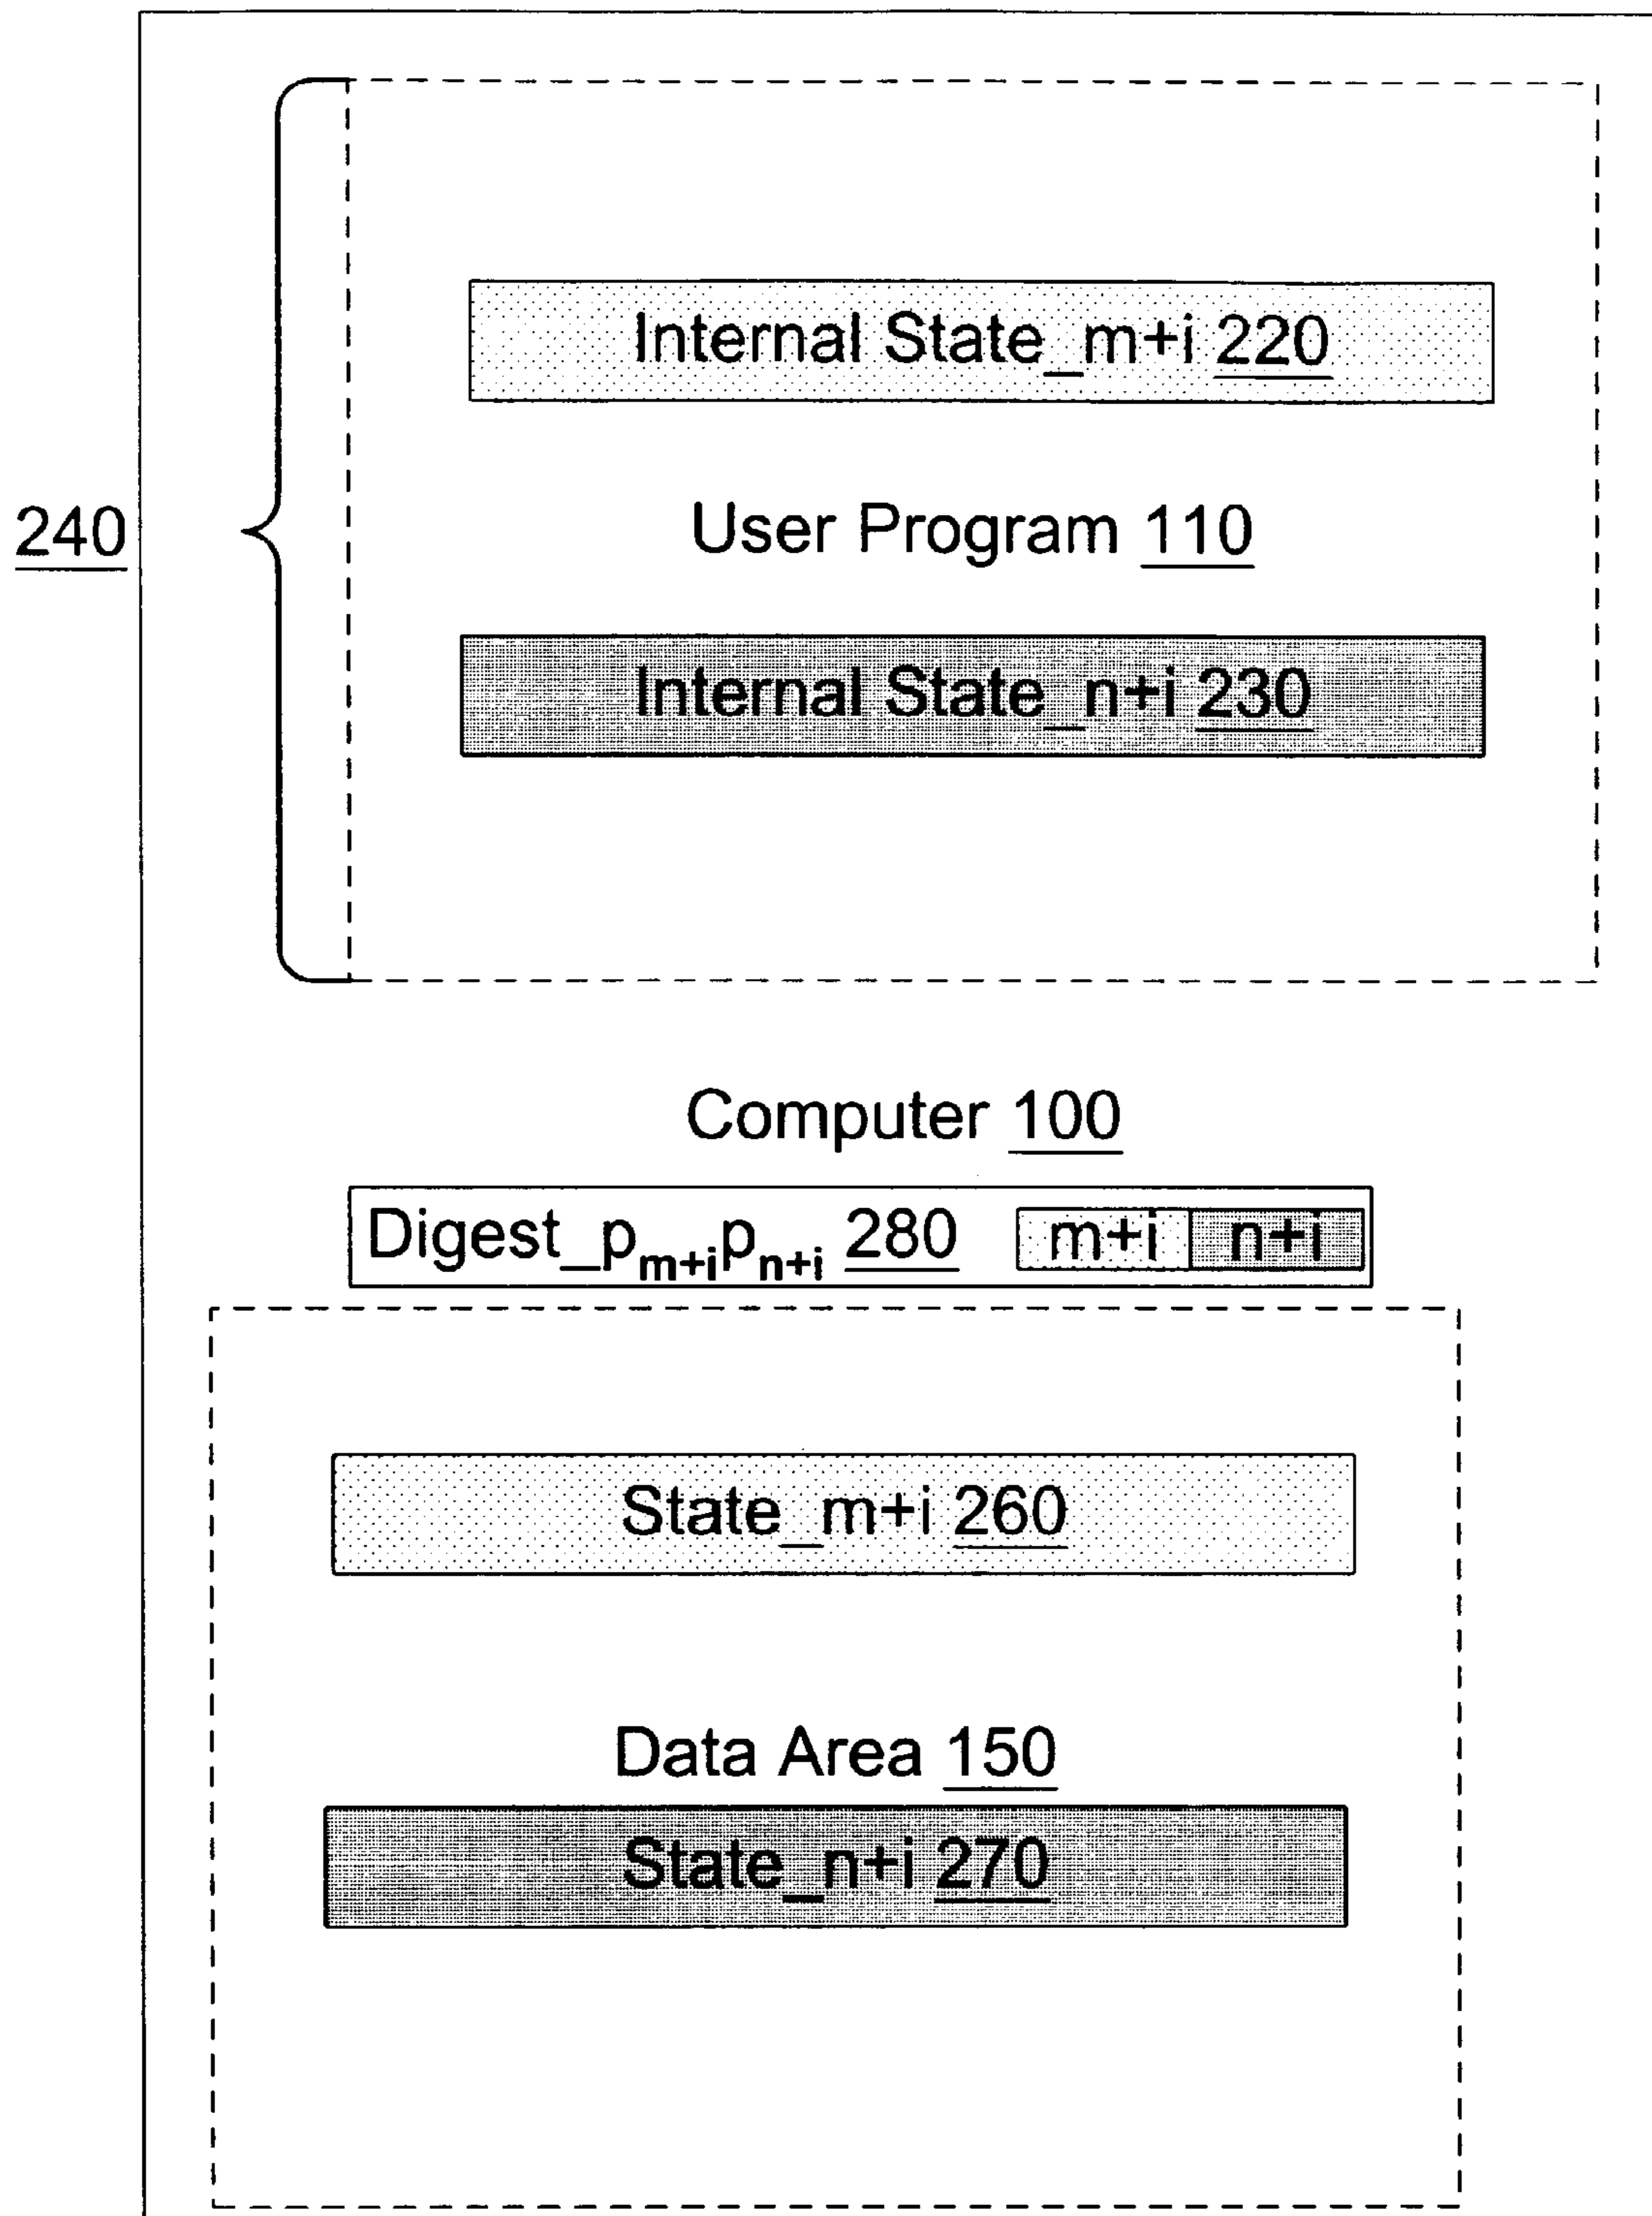 Internal State_m+i 220
240
User Program 110
Internal State_n+i 230
Computer 100
Digest_pm+ipn+i 280 m+i n+i
State_m+i 260
Data Area 150
State_n+i 270